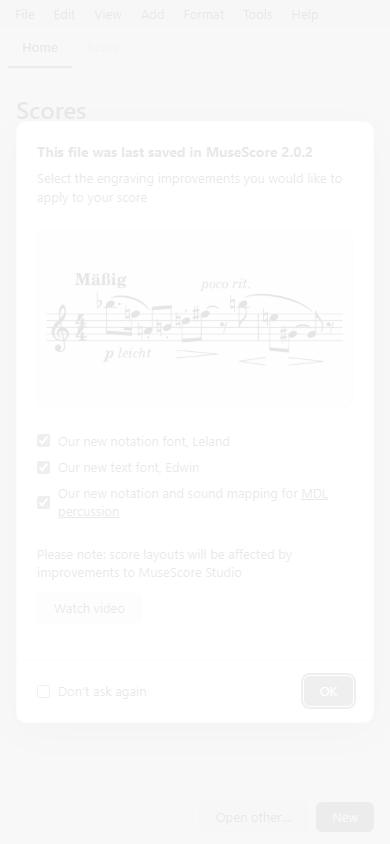 File Edit View Add Format Tools Help
Home Score
Scores
This file was last saved in MuseScore 2.0.2
Select the engraving improvements you would like to
apply to your score
Mäßig
poco rit.
p leicht
Our new notation font, Leland
Our new text font, Edwin
Our new notation and sound mapping for MDL
percussion
Please note: score layouts will be affected by
improvements to MuseScore Studio
Watch video
Don't ask again
OK
Open other...
New